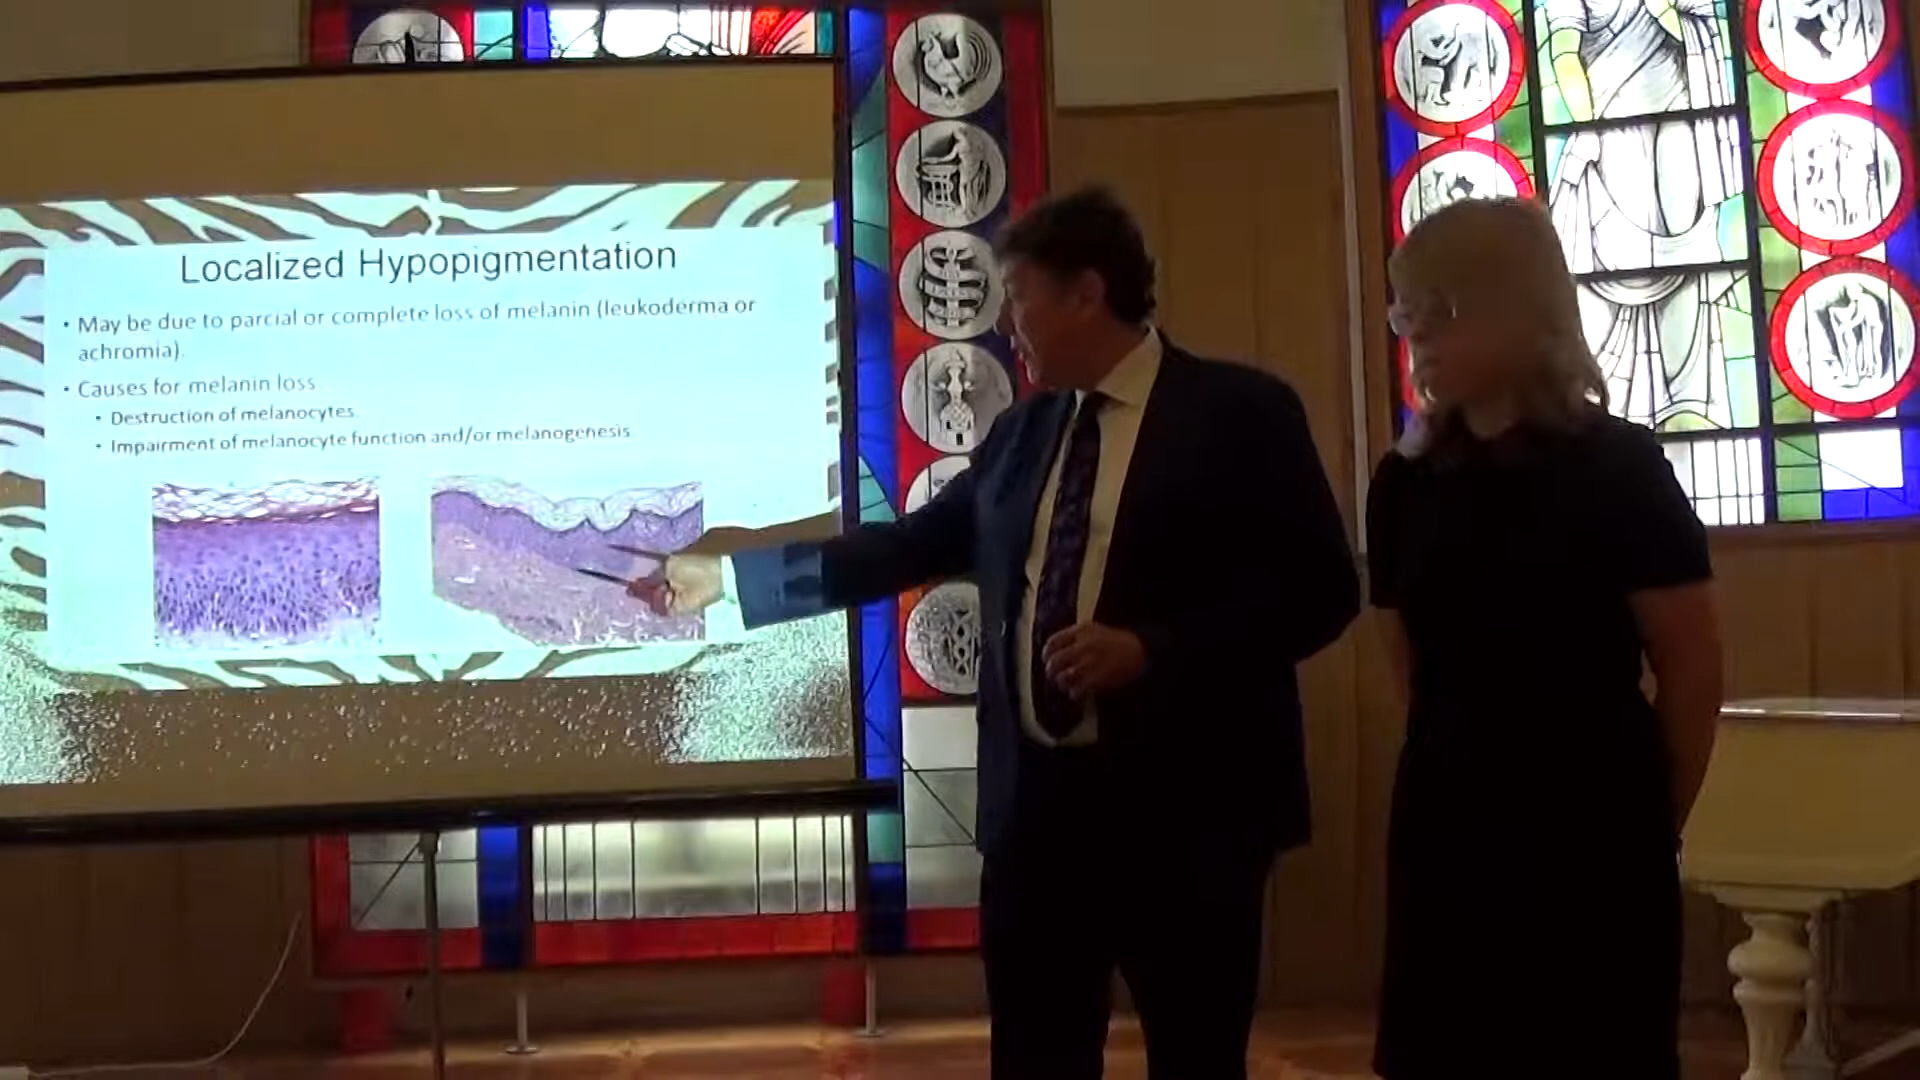 Localized Hypopigmentation
• May be due to parcial or complete loss of melanin (leukoderma or
achromia).
• Causes for melanin loss
• Destruction of melanocytes.
• Impairment of melanocyte function and/or melanogenesis.